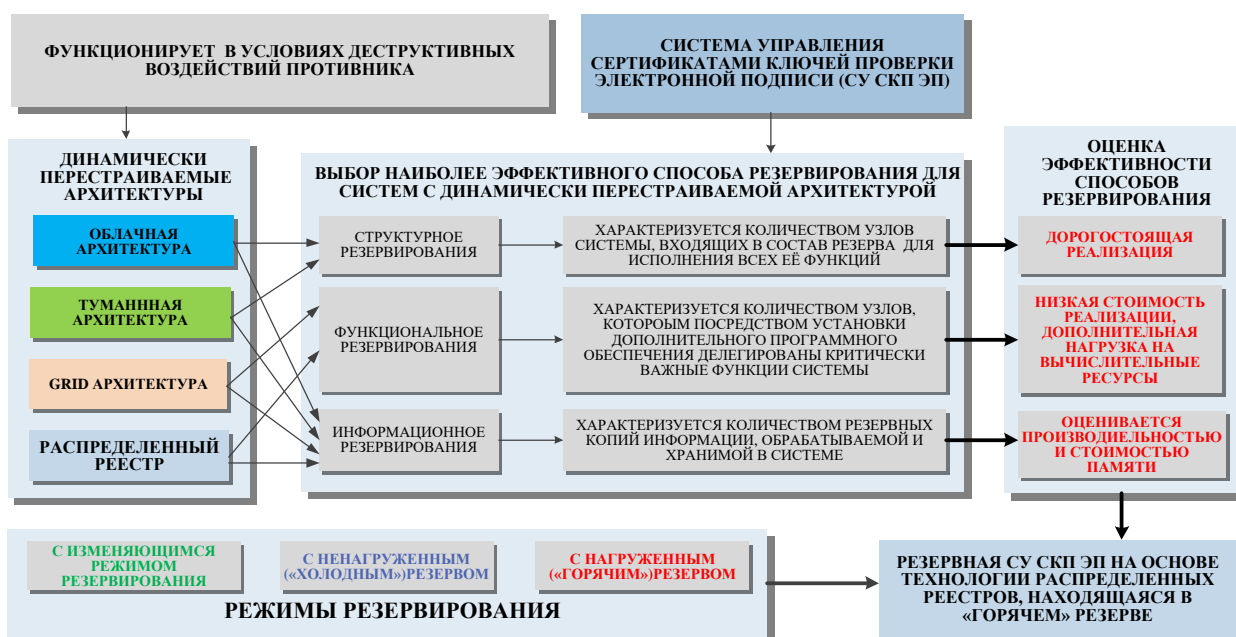 ФУНКЦИОНИРУЕТ В УСЛОВИЯХ ДЕСТРУКТИВНЫХ
ВОЗДЕЙСТВИЙ ПРОТИВНИКА
СИСТЕМА УПРАВЛЕНИЯ
СЕРТИФИКАТАМИ КЛЮЧЕЙ ПРОВЕРКИ
ЭЛЕКТРОННОЙ ПОДПИСИ (СУ СКП ЭП)
ДИНАМИЧЕСКИ
ПЕРЕСТРАИВАЕМЫЕ
АРХИТЕКТУРЫ
ОБЛАЧНАЯ
АРХИТЕКТУРА
ТУМАНННАЯ
АРХИТЕКТУРА
GRID АРХИТЕКТУРА
РАСПРЕДЕЛЕННЫЙ
РЕЕСТР
ВЫБОР НАИБОЛЕЕ ЭФФЕКТИВНОГО СПОСОБА РЕЗЕРВИРОВАНИЯ ДЛЯ
СИСТЕМ С ДИНАМИЧЕСКИ ПЕРЕСТРАИВАЕМОЙ АРХИТЕКТУРОЙ
СТРУКТУРНОЕ
РЕЗЕРВИРОВАНИЯ
ХАРАКТЕРИЗУЕТСЯ КОЛИЧЕСТВОМ УЗЛОВ
СИСТЕМЫ, ВХОДЯЩИХ В СОСТАВ РЕЗЕРВА ДЛЯ
ИСПОЛНЕНИЯ ВСЕХ ЕЁ ФУНКЦИЙ
ФУНКЦИОНАЛЬНОЕ
РЕЗЕРВИРОВАНИЯ
ХАРАКТЕРИЗУЕТСЯ КОЛИЧЕСТВОМ УЗЛОВ,
КОТОРОЫМ ПОСРЕДСТВОМ УСТАНОВКИ
ДОПОЛНИТЕЛЬНОГО ПРОГРАММНОГО
ОБЕСПЕЧЕНИЯ ДЕЛЕГИРОВАНЫ КРИТИЧЕСКИ
ВАЖНЫЕ ФУНКЦИИ СИСТЕМЫ
ИНФОРМАЦИОННОЕ
РЕЗЕРВИРОВАНИЯ
ХАРАКТЕРИЗУЕТСЯ КОЛИЧЕСТВОМ РЕЗЕРВНЫХ
КОПИЙ ИНФОРМАЦИИ, ОБРАБАТЫВАЕМОЙ И
ХРАНИМОЙ В СИСТЕМЕ
ОЦЕНКА
ЭФФЕКТИВНОСТИ
СПОСОБОВ
РЕЗЕРВИРОВАНИЯ
ДОРОГОСТОЯЩАЯ
РЕАЛИЗАЦИЯ
НИЗКАЯ СТОИМОСТЬ
РЕАЛИЗАЦИИ,
ДОПОЛНИТЕЛЬНАЯ
НАГРУЗКА НА
ВЫЧИСЛИТЕЛЬНЫЕ
РЕСУРСЫ
ОЦЕНИВАЕТСЯ
ПРОИЗВОДИЕЛЬНОСТЬЮ
И СТОИМОСТЬЮ
ПАМЯТИ
С ИЗМЕНЯЮЩИМСЯ
РЕЖИМОМ
РЕЗЕРВИРОВАНИЯ
С НЕНАГРУЖЕННЫМ
(«ХОЛОДНЫМ»)РЕЗЕРВОМ
С НАГРУЖЕННЫМ
(«ГОРЯЧИМ»)РЕЗЕРВОМ
РЕЖИМЫ РЕЗЕРВИРОВАНИЯ
РЕЗЕРВНАЯ СУ СКП ЭП НА ОСНОВЕ
ТЕХНОЛОГИИ РАСПРЕДЕЛЕННЫХ
РЕЕСТРОВ, НАХОДЯЩАЯСЯ В
«ГОРЯЧЕМ» РЕЗЕРВЕ